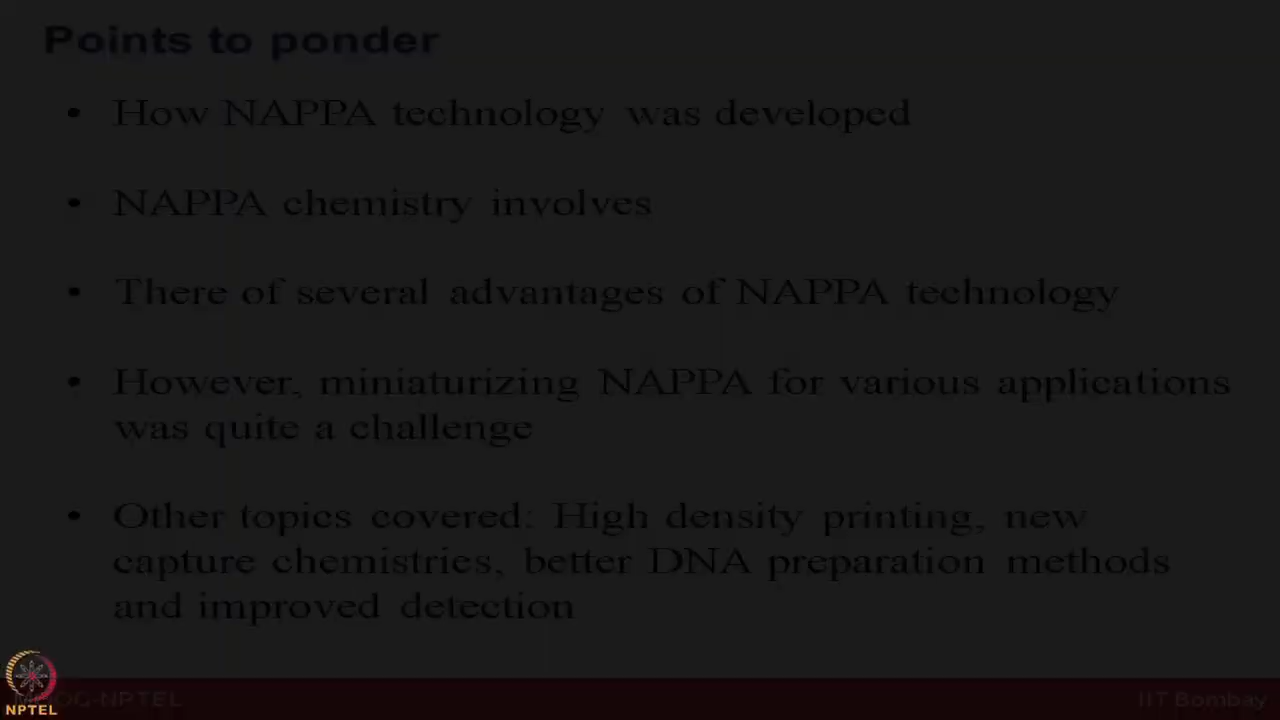 Points to ponder
• How NAPPA technology was developed
• NAPPA chemistry involves
• There of several advantages of NAPPA technology
• However, miniaturizing NAPPA for various applications
was quite a challenge
• Other topics covered: High density printing, new
capture chemistries, better DNA preparation methods
and improved detection
MOOC-NPTEL
IIT Bombay
NPTEL